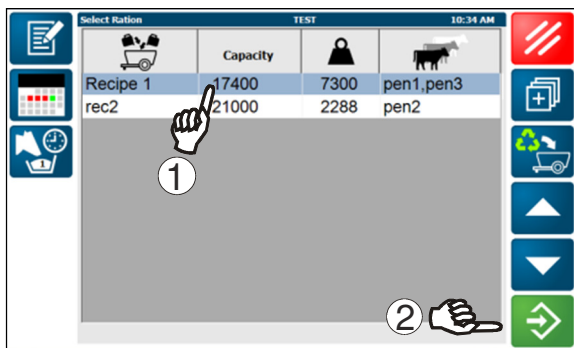 Select Ration TEST 10:34 AM
Capacity
Recipe 1 17400 7300 pen1,pen3
rec2 21000 2288 pen2
1
1
2